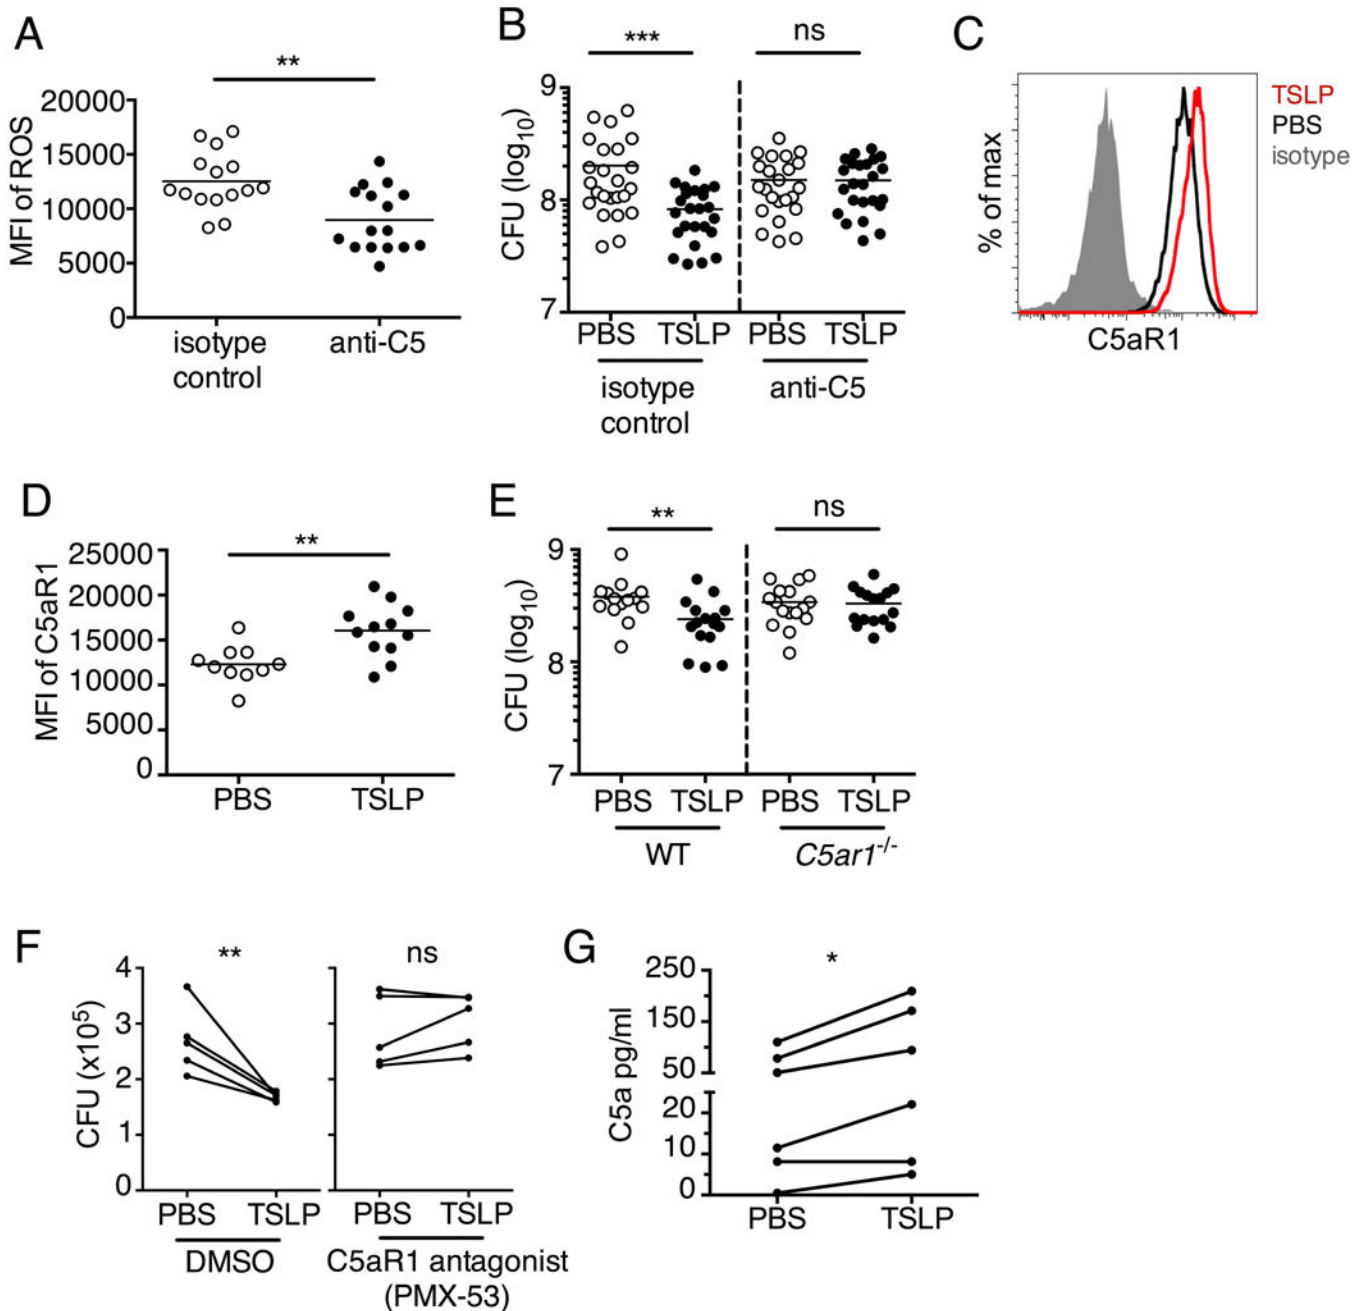 A
**
MFI of ROS
20000
15000
10000
5000
0
isotype
control
anti-C5
B
***
ns
CFU (log10)
9
8
7
PBS
TSLP
PBS
TSLP
isotype
control
anti-C5
C
% of max
C5aR1
TSLP
PBS
isotype
D
**
MFI of C5aR1
25000
20000
15000
10000
5000
0
PBS
TSLP
E
**
ns
CFU (log10)
9
8
7
PBS
TSLP
PBS
TSLP
WT
C5ar1-/-
F
**
ns
CFU (x10^5)
4
3
2
1
0
PBS
TSLP
PBS
TSLP
DMSO
C5aR1 antagonist
(PMX-53)
G
*
C5a pg/ml
250
150
50
20
10
0
PBS
TSLP